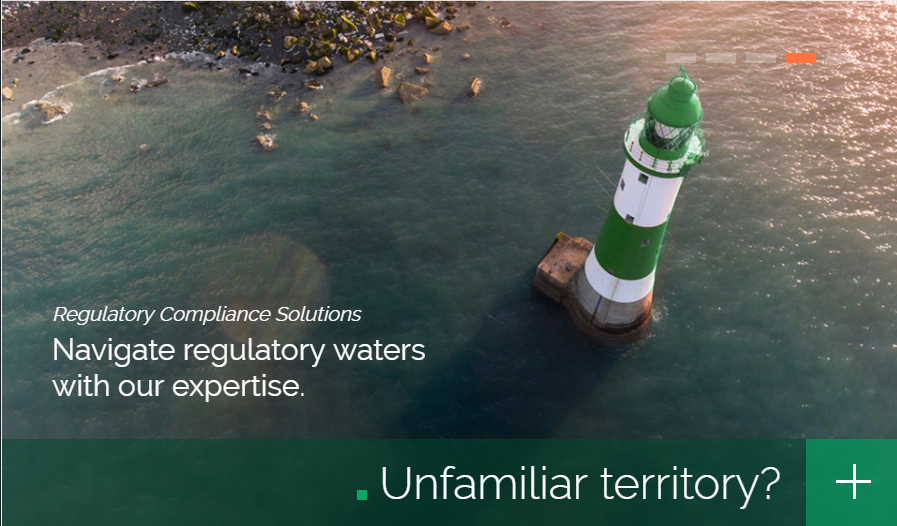 Regulatory Compliance Solutions
Navigate regulatory waters
with our expertise.
Unfamiliar territory?